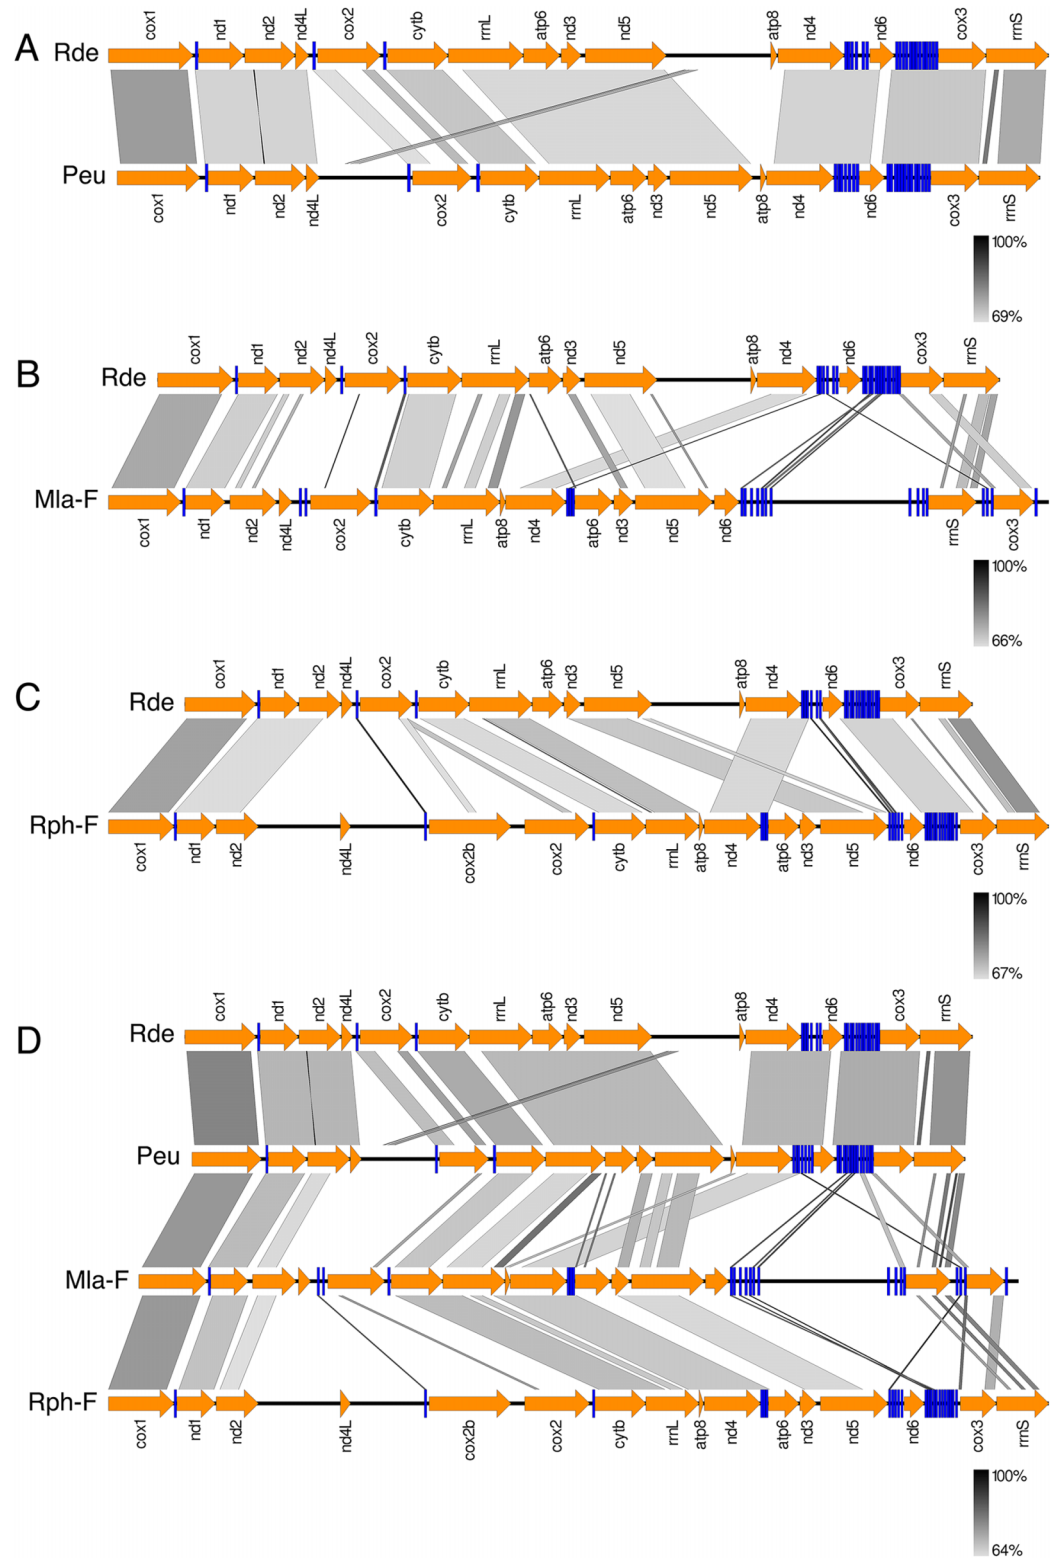 A
cox1 nd1 nd2 nd4L cox2 cytb rrnL atp6 nd3 nd5 atp8 nd4 nd6 cox3 rrnS
Rde
Peu
cox1 nd1 nd2 nd4L cox2 cytb rrnL atp6 nd3 nd5 atp8 nd4 nd6 cox3 rrnS
100%
69%
B
cox1 nd1 nd2 nd4L cox2 cytb rrnL atp6 nd3 nd5 atp8 nd4 nd6 cox3 rrnS
Rde
Mla-F
cox1 nd1 nd2 nd4L cox2 cytb rrnL atp8 nd4 atp6 nd3 nd5 nd6 rrnS cox3
100%
66%
C
cox1 nd1 nd2 nd4L cox2 cytb rrnL atp6 nd3 nd5 atp8 nd4 nd6 cox3 rrnS
Rde
Rph-F
cox1 nd1 nd2 nd4L cox2b cox2 cytb rrnL atp8 nd4 atp6 nd3 nd5 nd6 cox3 rrnS
100%
67%
D
cox1 nd1 nd2 nd4L cox2 cytb rrnL atp6 nd3 nd5 atp8 nd4 nd6 cox3 rrnS
Rde
Peu
Mla-F
Rph-F
cox1 nd1 nd2 nd4L cox2b cox2 cytb rrnL atp8 nd4 atp6 nd3 nd5 nd6 cox3 rrnS
100%
64%